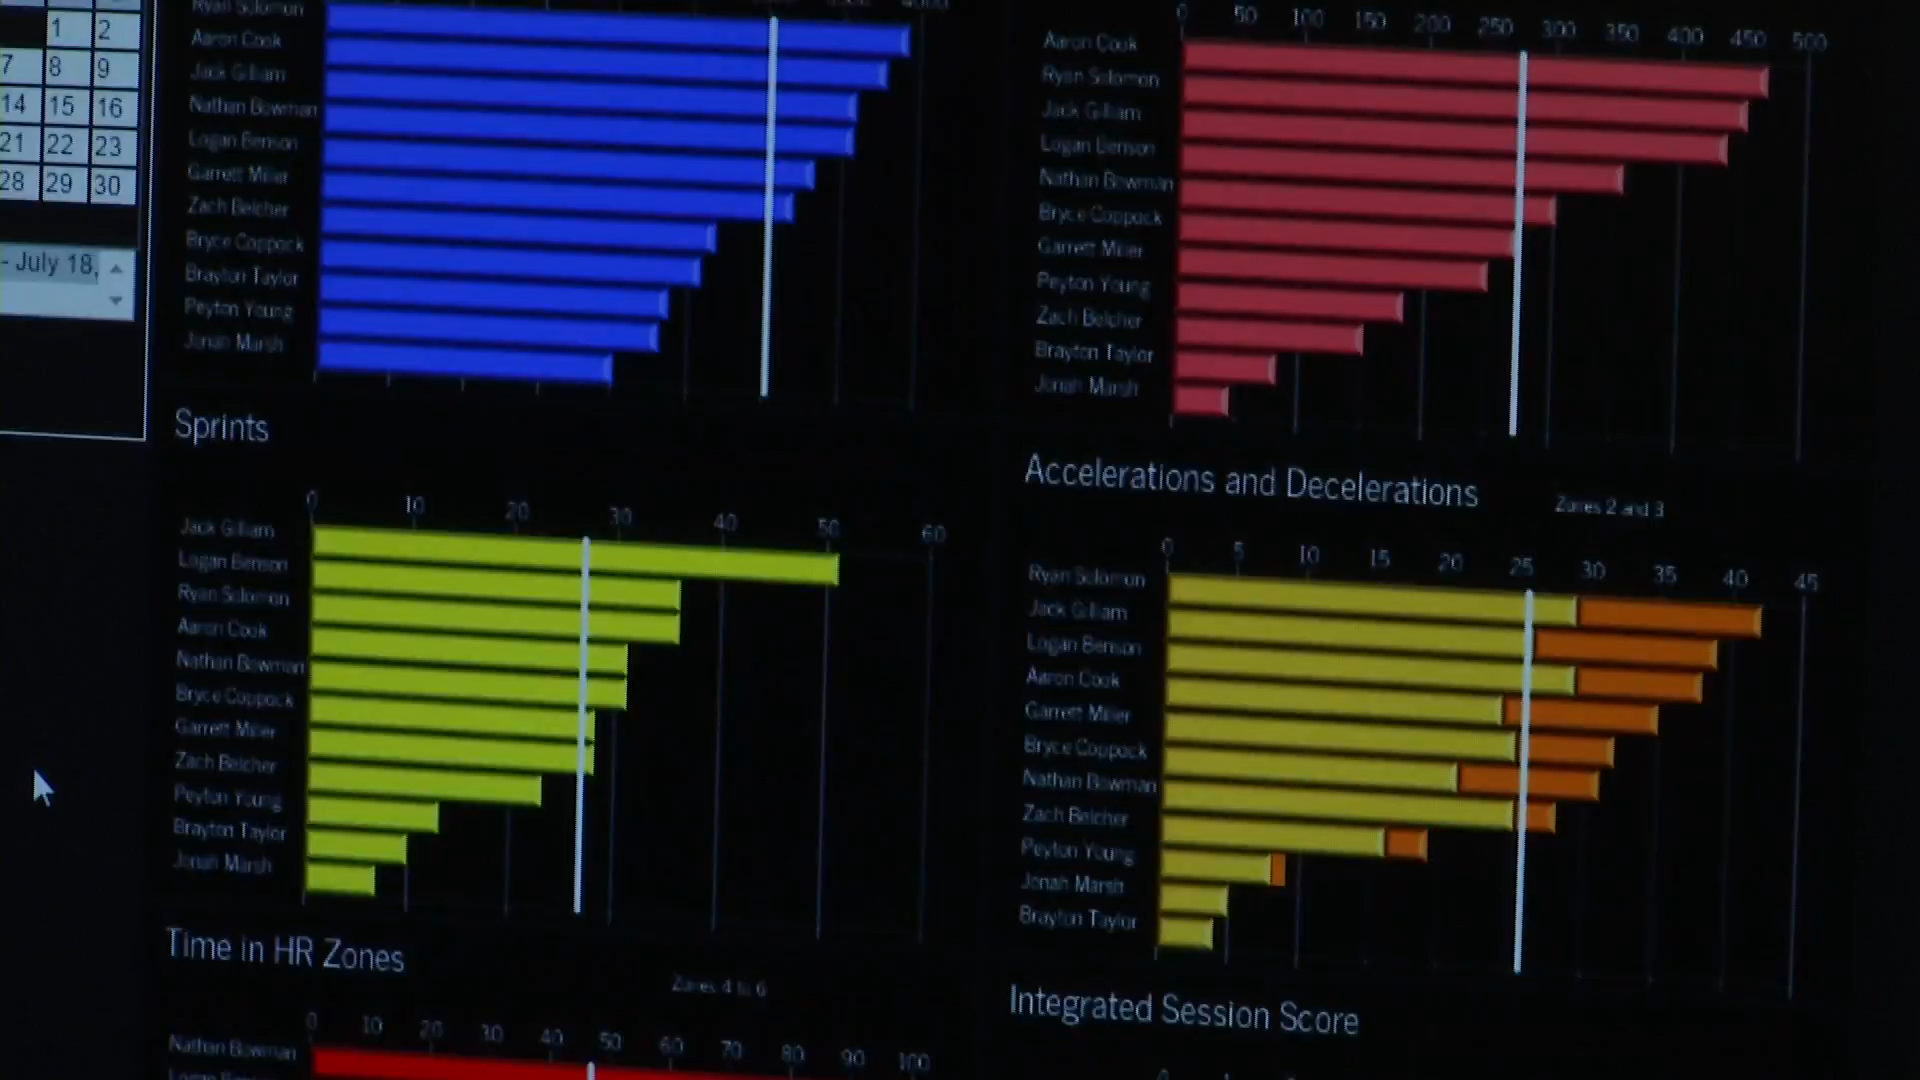 1 2
7 8 9
14 15 16
21 22 23
28 29 30
- July 18,
Ryan Solomon
Aaron Cook
Jack Gilliam
Nathan Bowman
Logan Benson
Garrett Miller
Zach Belcher
Bryce Coppock
Brayton Taylor
Peyton Young
Jonah Marsh
0 50 100 150 200 250 300 350 400 450 500
Aaron Cook
Ryan Solomon
Jack Gilliam
Logan Benson
Nathan Bowman
Bryce Coppock
Garrett Miller
Peyton Young
Zach Belcher
Brayton Taylor
Jonah Marsh
Sprints
0 10 20 30 40 50 60
Jack Gilliam
Logan Benson
Ryan Solomon
Aaron Cook
Nathan Bowman
Bryce Coppock
Garrett Miller
Zach Belcher
Peyton Young
Brayton Taylor
Jonah Marsh
Accelerations and Decelerations
Zones 2 and 3
0 5 10 15 20 25 30 35 40 45
Ryan Solomon
Jack Gilliam
Logan Benson
Aaron Cook
Garrett Miller
Bryce Coppock
Nathan Bowman
Zach Belcher
Peyton Young
Jonah Marsh
Brayton Taylor
Time in HR Zones
Zones 4 to 6
0 10 20 30 40 50 60 70 80 90 100
Nathan Bowman
Integrated Session Score